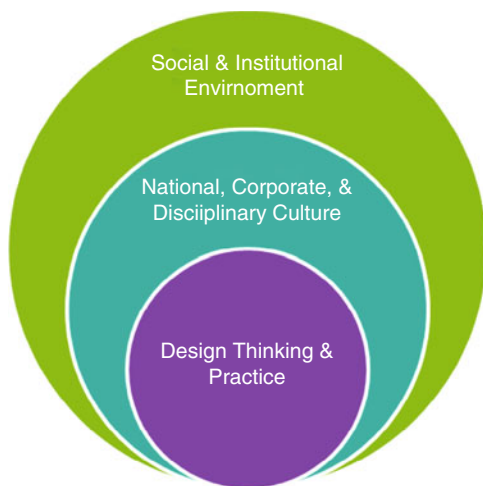 Social & Institutional
Envirnoment
National, Corporate, &
Disciiplinary Culture
Design Thinking &
Practice